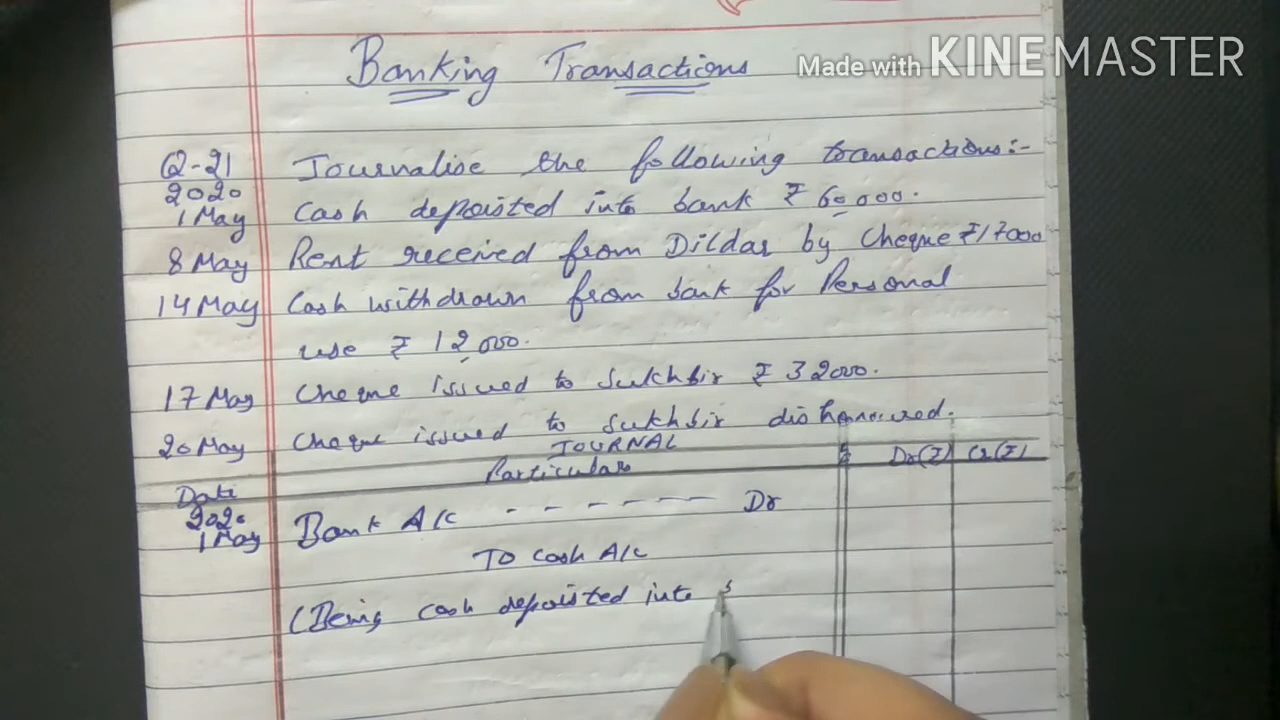 Made with KINEMASTER
Banking Transactions
Q-21 Journalise the following transactions:-
2020
1 May Cash deposited into bank ₹ 60,000.
8 May Rent received from Dildar by Cheque ₹17000
14 May Cash withdrawn from bank for Personal
use ₹ 12,000.
17 May Cheque issued to Sukhbir ₹ 32000.
20 May Cheque issued to Sukhbir dishonoured.
JOURNAL
Date Particulars Dr(₹) Cr(₹)
2020
1 May Bank A/c - - - - - - Dr
To Cash A/c
(Being cash deposited into